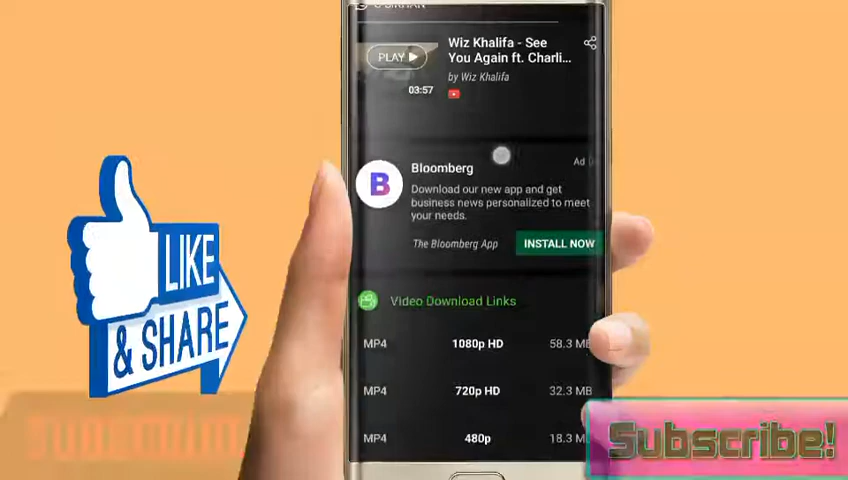 Wiz Khalifa - See
You Again ft. Charli...
PLAY
by Wiz Khalifa
03:57
Ad
Bloomberg
B
Download our new app and get
business news personalized to meet
your needs.
The Bloomberg App
INSTALL NOW
LIKE
& SHARE
Video Download Links
MP4 1080p HD 58.3 MB
MP4 720p HD 32.3 MB
MP4 480p 18.3 M
Subscribe!